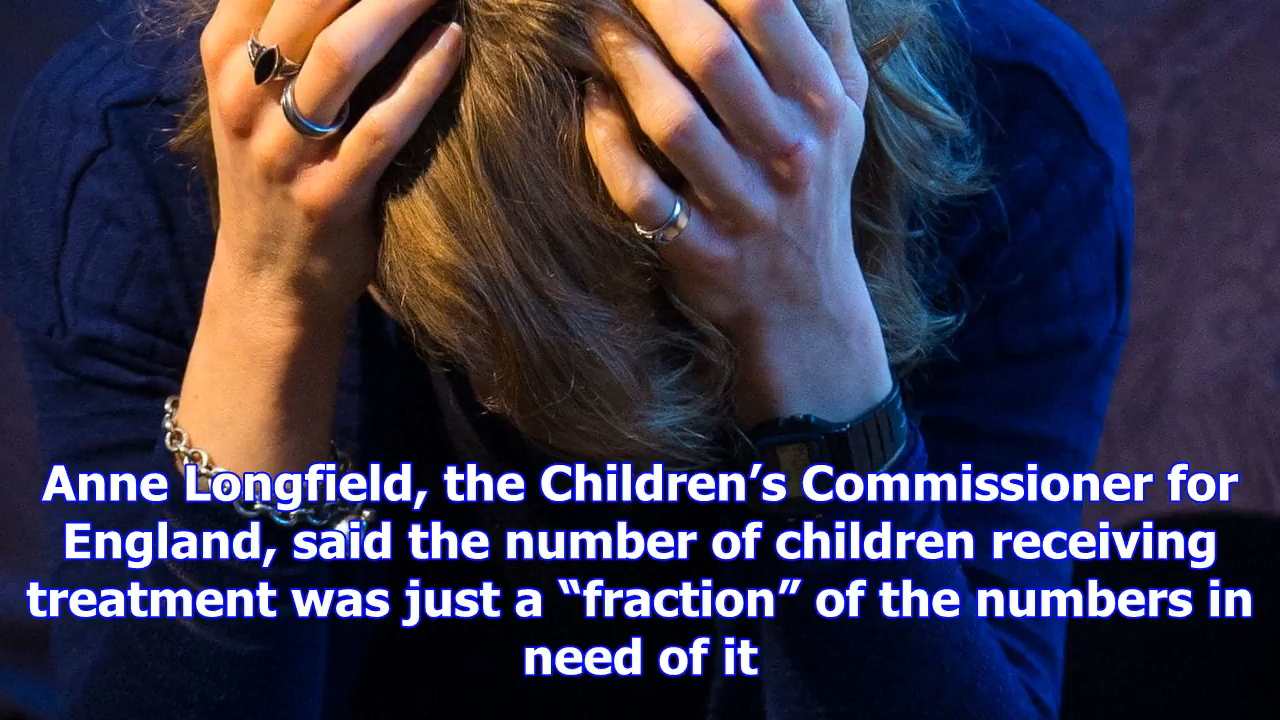 Anne Longfield, the Children’s Commissioner for
England, said the number of children receiving
treatment was just a “fraction” of the numbers in
need of it